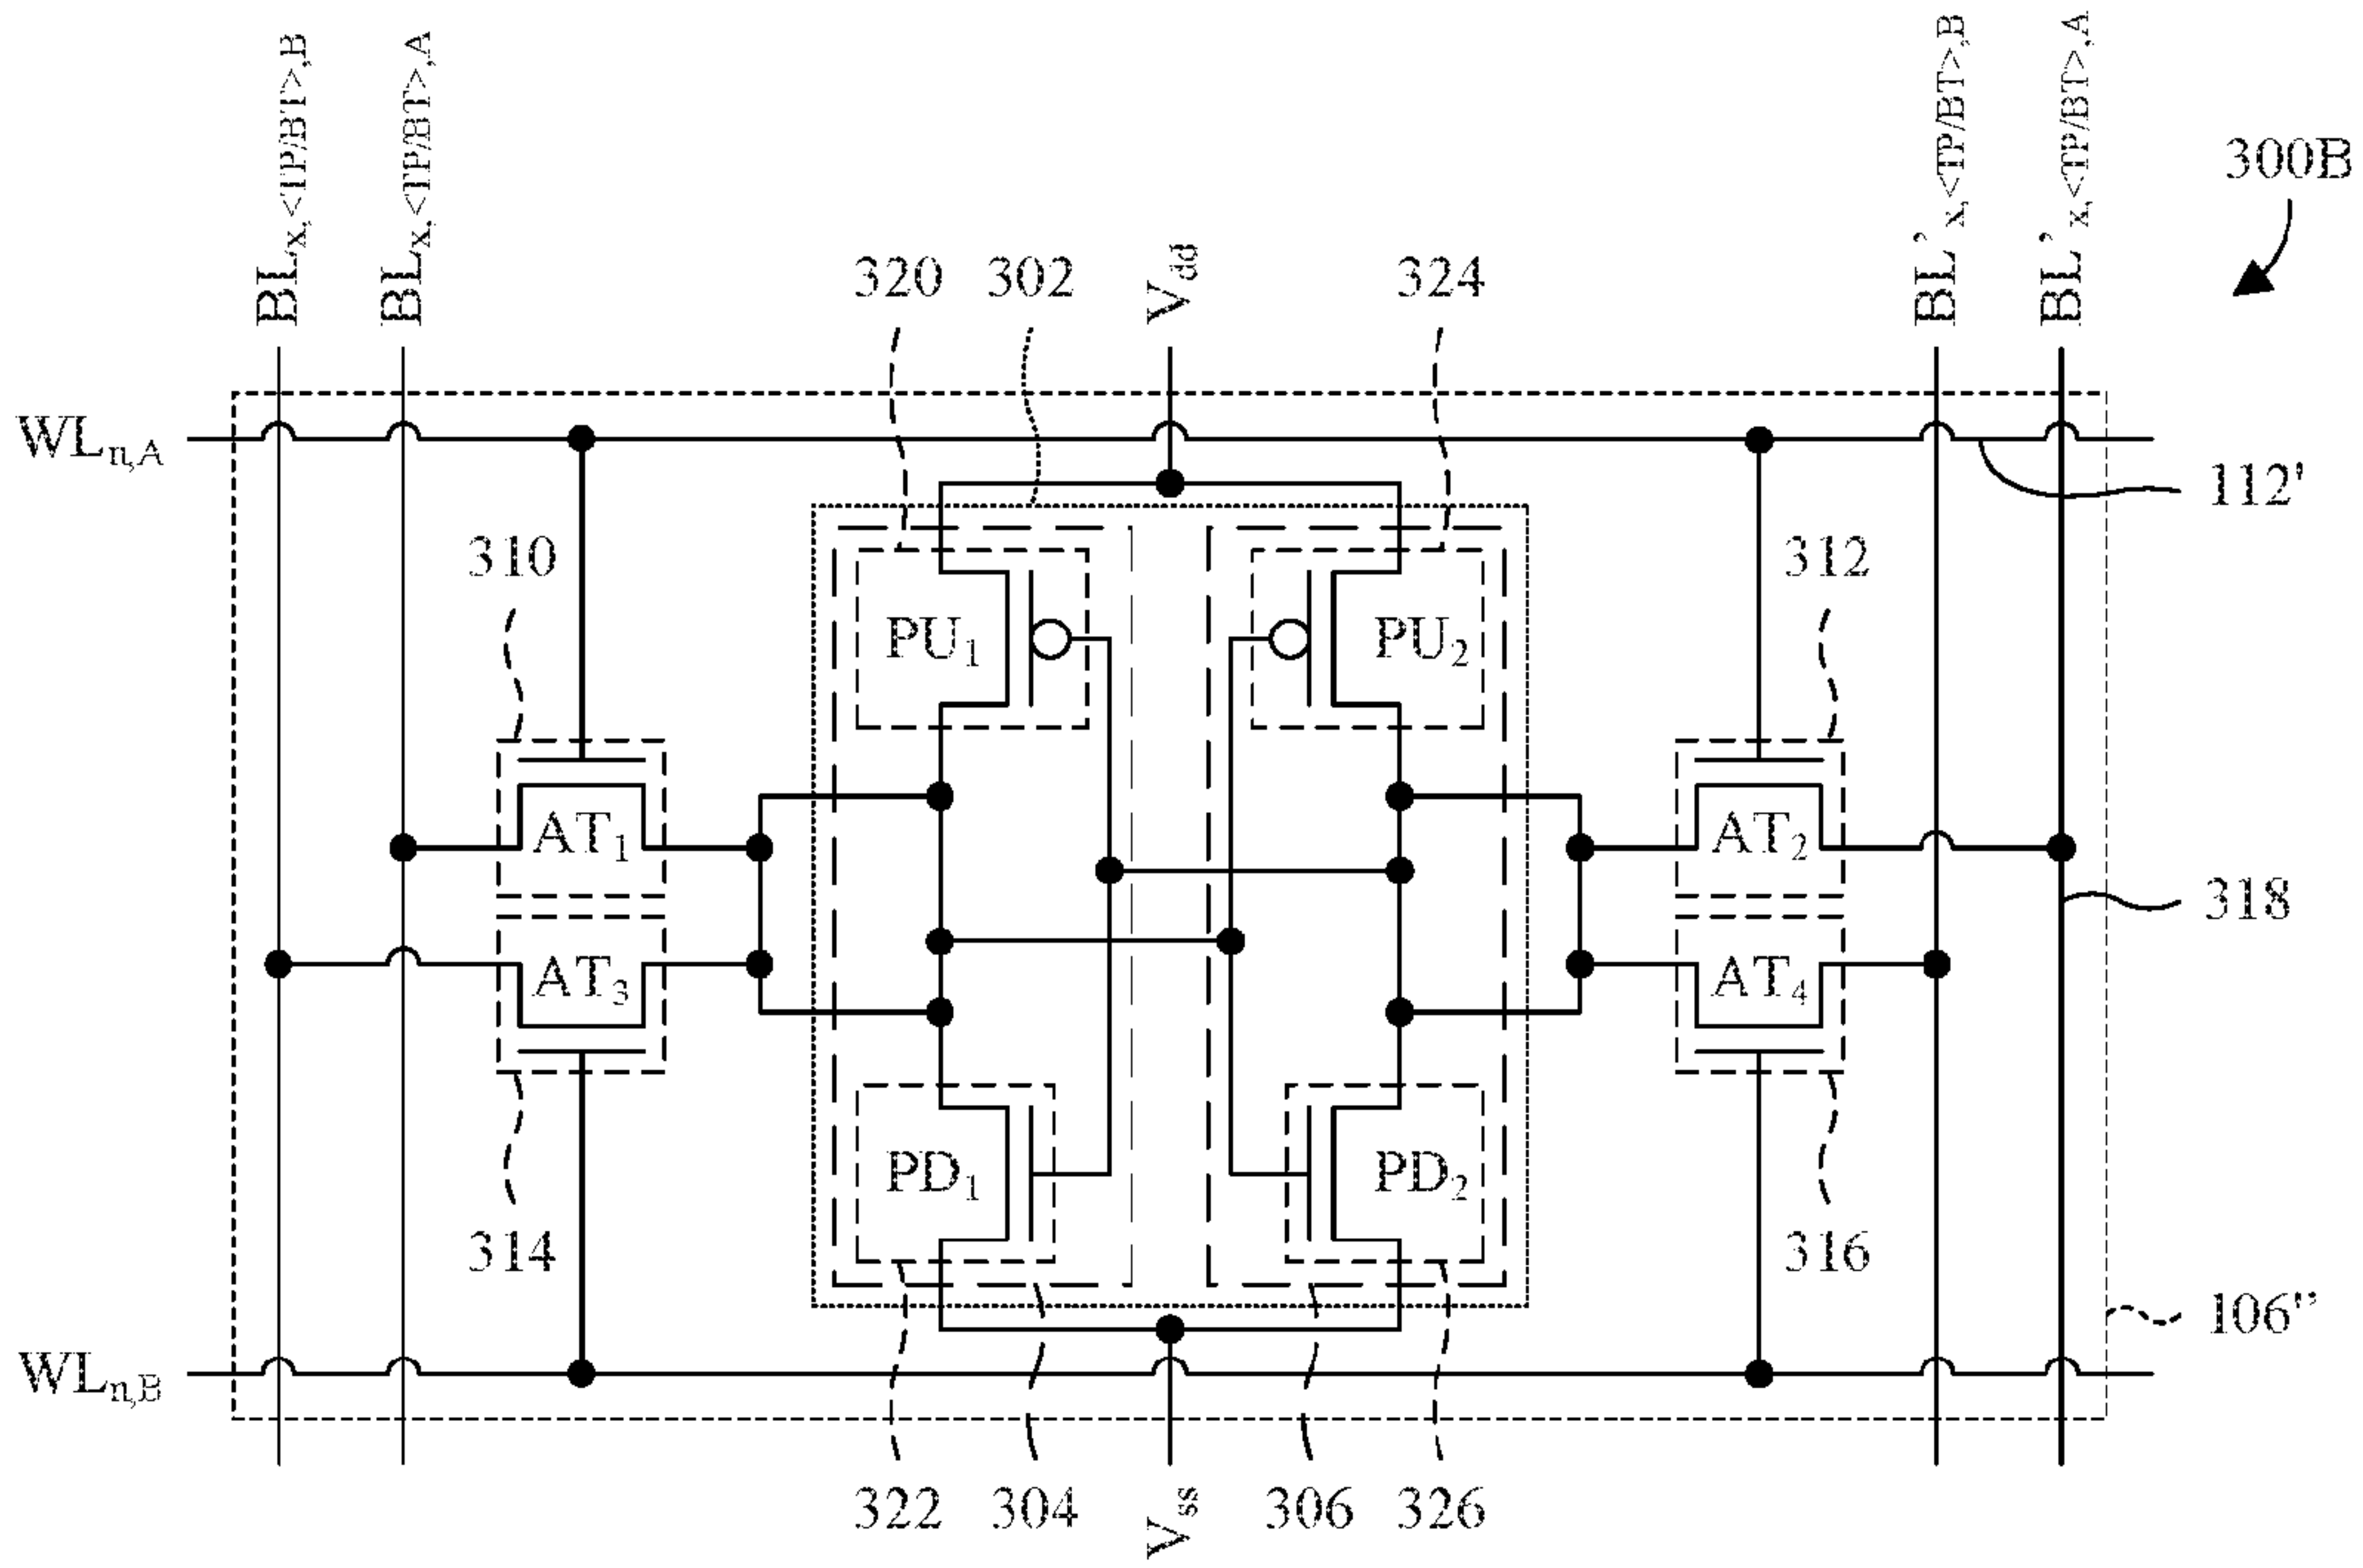 BLx,<TP/BT>,B
BLx,<TP/BT>,A
BL'x,<TP/BT>,B
BL'x,<TP/BT>,A
300B
320
302
Vdd
324
WLn,A
112'
310
312
PU1
PU2
AT1
AT2
318
AT3
AT4
PD1
PD2
314
316
106"
WLn,B
322
304
Vss
306
326